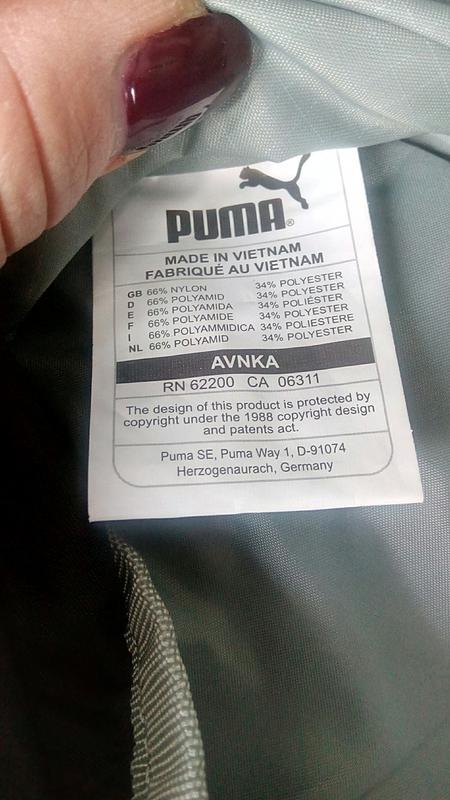 PUMA®
MADE IN VIETNAM
FABRIQUÉ AU VIETNAM
GB 66% NYLON 34% POLYESTER
D 66% POLYAMID 34% POLYESTER
E 66% POLYAMIDA 34% POLIÉSTER
F 66% POLYAMIDE 34% POLYESTER
I 66% POLYAMMIDICA 34% POLIESTERE
NL 66% POLYAMID 34% POLYESTER
AVNKA
RN 62200 CA 06311
The design of this product is protected by
copyright under the 1988 copyright design
and patents act.
Puma SE, Puma Way 1, D-91074
Herzogenaurach, Germany